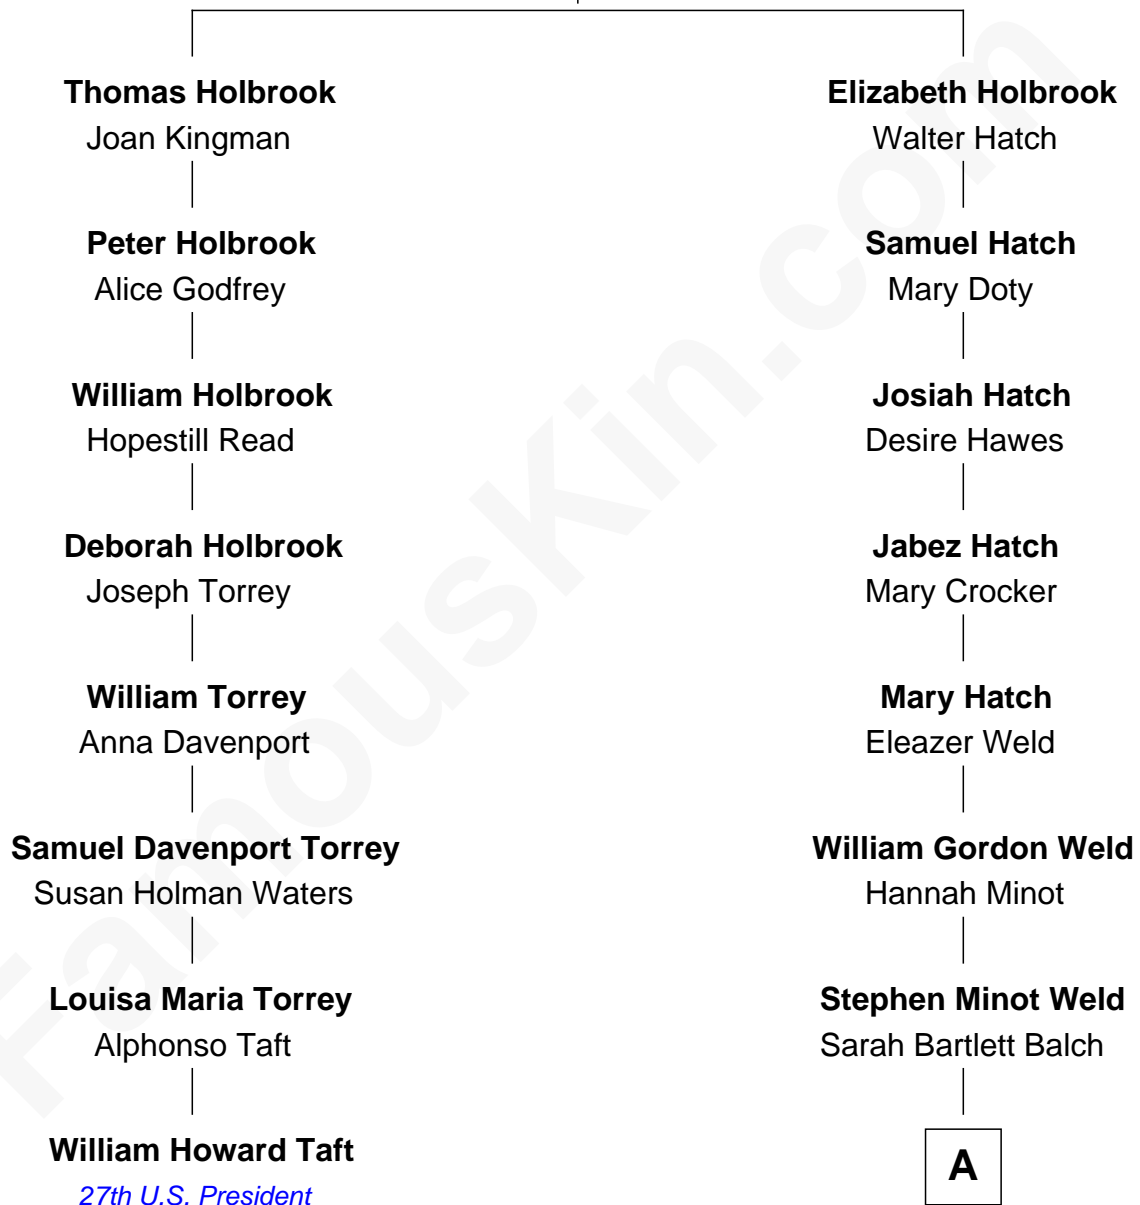 Thomas Holbrook
Joan Kingman
Peter Holbrook
Alice Godfrey
William Holbrook
Hopestill Read
Deborah Holbrook
Joseph Torrey
William Torrey
Anna Davenport
Samuel Davenport Torrey
Susan Holman Waters
Louisa Maria Torrey
Alphonso Taft
William Howard Taft
27th U.S. President
Elizabeth Holbrook
Walter Hatch
Samuel Hatch
Mary Doty
Josiah Hatch
Desire Hawes
Jabez Hatch
Mary Crocker
Mary Hatch
Eleazer Weld
William Gordon Weld
Hannah Minot
Stephen Minot Weld
Sarah Bartlett Balch
A
FamousKin.com